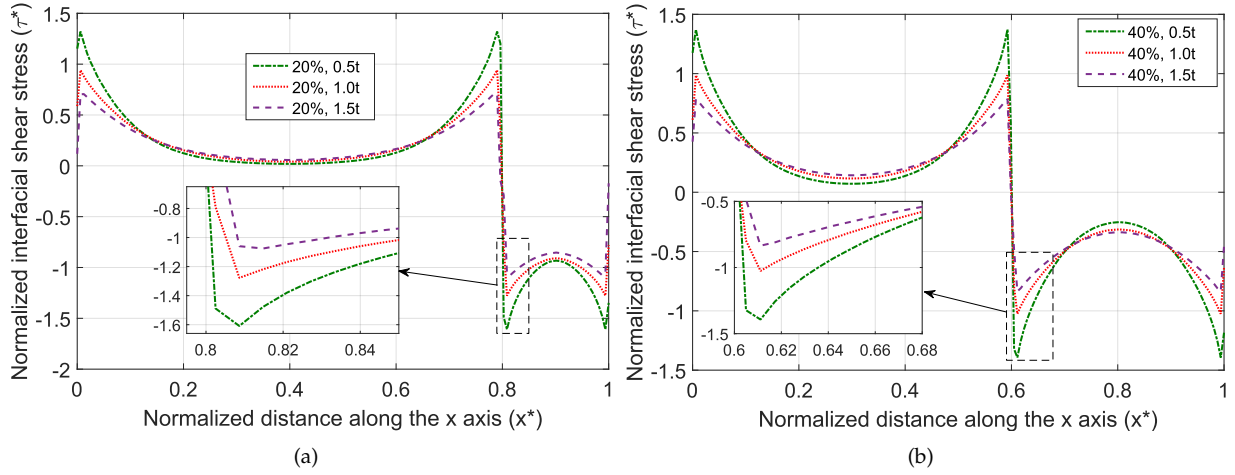 1.5
1
0.5
0
-0.5
-1
-1.5
-2
Normalized interfacial shear stress (τ*)
20%, 0.5t
20%, 1.0t
20%, 1.5t
-0.8
-1
-1.2
-1.4
-1.6
0.8 0.82 0.84
0 0.2 0.4 0.6 0.8 1
Normalized distance along the x axis (x*)
(a)
1.5
1
0.5
0
-0.5
-1
-1.5
Normalized interfacial shear stress (τ*)
40%, 0.5t
40%, 1.0t
40%, 1.5t
-0.5
-1
-1.5
0.6 0.62 0.64 0.66 0.68
0 0.2 0.4 0.6 0.8 1
Normalized distance along the x axis (x*)
(b)